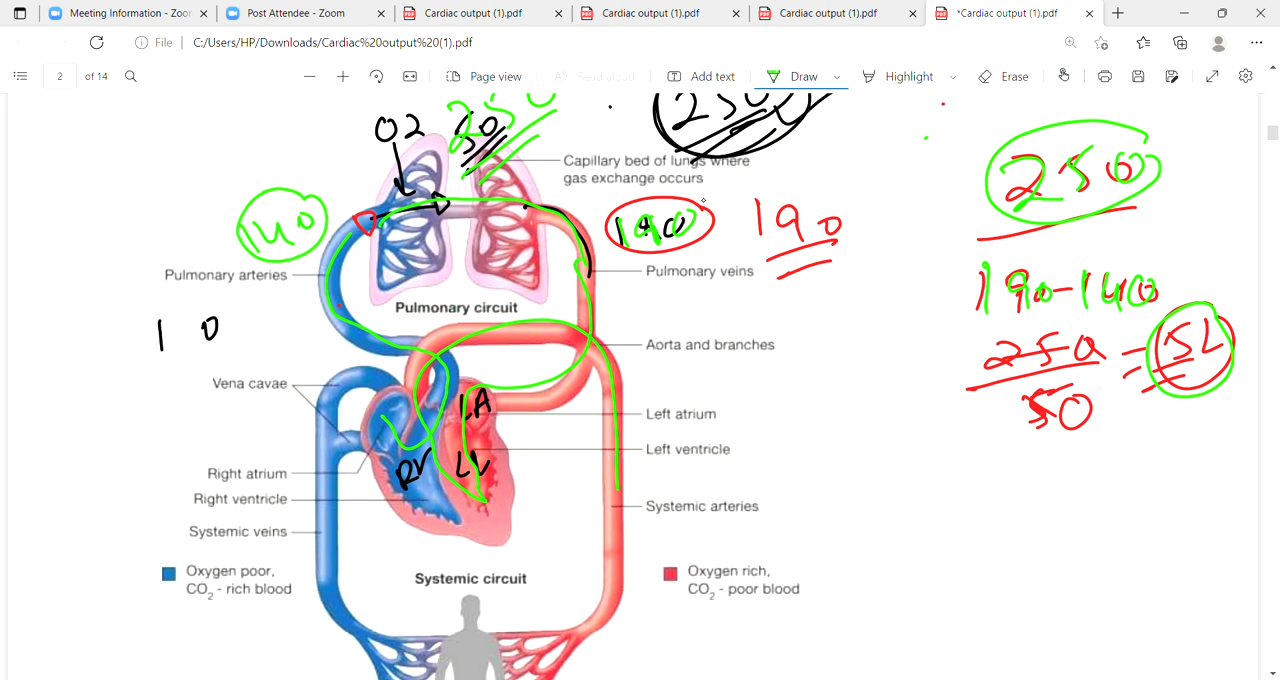 Meeting Information - Zoo
Post Attendee - Zoom
Cardiac output (1).pdf
Cardiac output (1).pdf
Cardiac output (1).pdf
*Cardiac output (1).pdf
File
C:/Users/HP/Downloads/Cardiac%20output%20(1).pdf
2
of 14
Page view
Read aloud
Add text
Draw
Highlight
Erase
250
250
O2
Capillary bed of lungs where
gas exchange occurs
250
140
190
190
Pulmonary arteries
Pulmonary veins
190-140
Pulmonary circuit
1 0
Aorta and branches
250 = 5L
50
Vena cavae
LA
Left atrium
Left ventricle
RV
LV
Right atrium
Right ventricle
Systemic arteries
Systemic veins
Oxygen poor,
CO2 - rich blood
Systemic circuit
Oxygen rich,
CO2 - poor blood